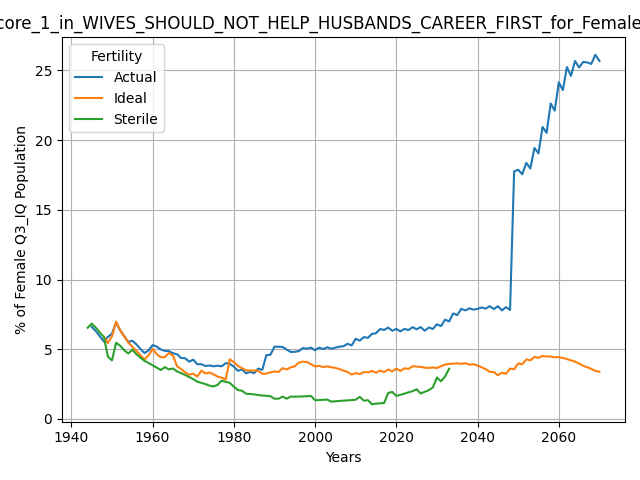 core_1_in_WIVES_SHOULD_NOT_HELP_HUSBANDS_CAREER_FIRST_for_Female
Fertility
Actual
Ideal
Sterile
% of Female Q3_IQ Population
25
20
15
10
5
0
1940 1960 1980 2000 2020 2040 2060
Years